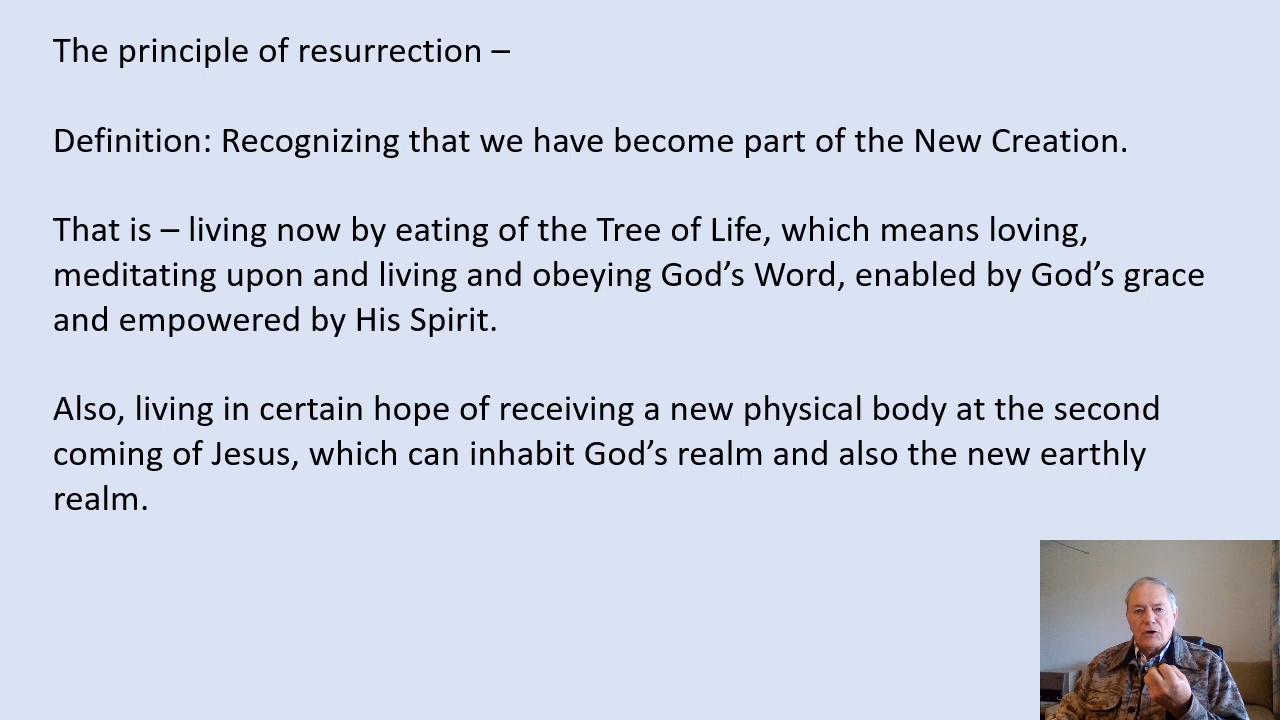 The principle of resurrection –
Definition: Recognizing that we have become part of the New Creation.
That is – living now by eating of the Tree of Life, which means loving,
meditating upon and living and obeying God’s Word, enabled by God’s grace
and empowered by His Spirit.
Also, living in certain hope of receiving a new physical body at the second
coming of Jesus, which can inhabit God’s realm and also the new earthly
realm.